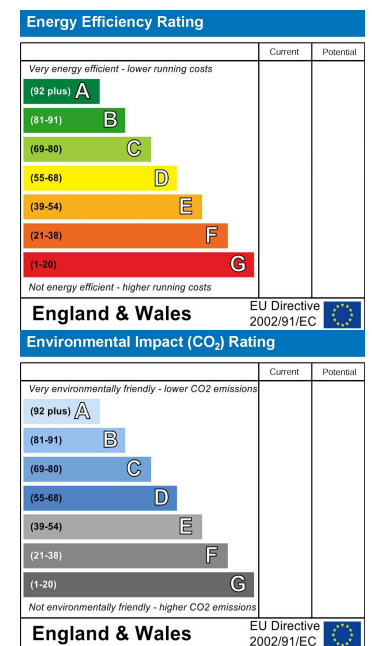 Energy Efficiency Rating
Current Potential
Very energy efficient - lower running costs
(92 plus) A
(81-91) B
(69-80) C
(55-68) D
(39-54) E
(21-38) F
(1-20) G
Not energy efficient - higher running costs
England & Wales EU Directive
2002/91/EC
Environmental Impact (CO₂) Rating
Current Potential
Very environmentally friendly - lower CO2 emissions
(92 plus) A
(81-91) B
(69-80) C
(55-68) D
(39-54) E
(21-38) F
(1-20) G
Not environmentally friendly - higher CO2 emissions
England & Wales EU Directive
2002/91/EC